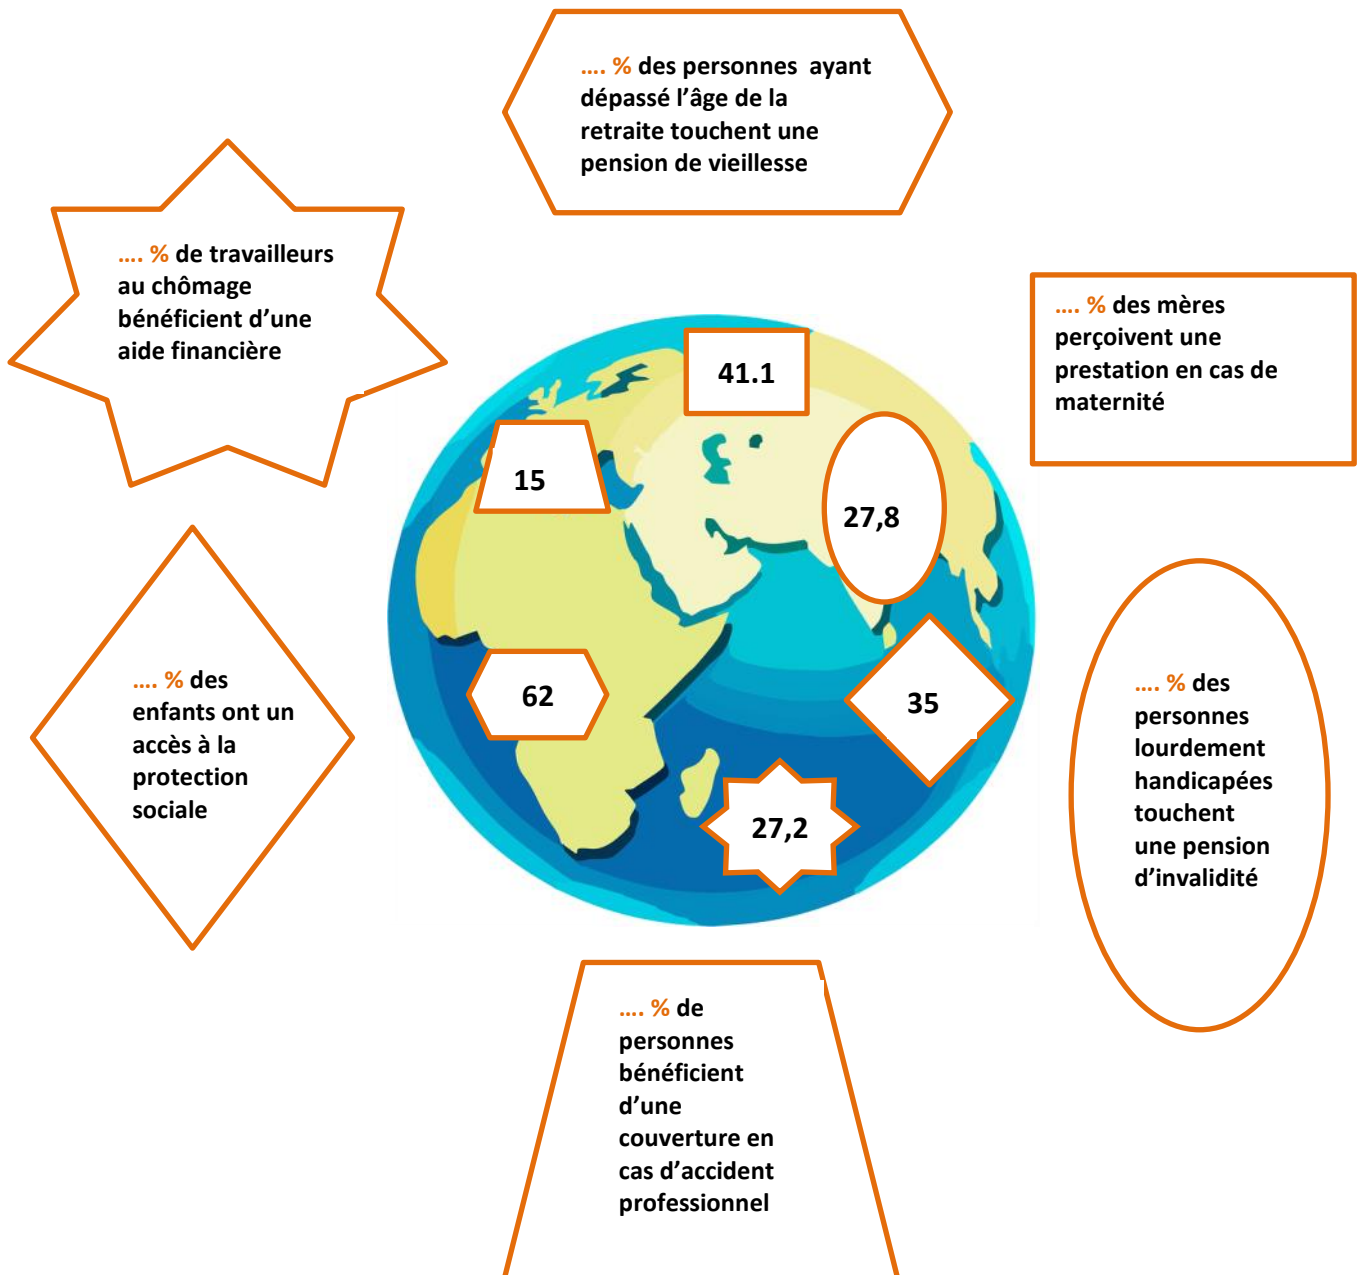 …. % des personnes  ayant
dépassé l’âge de la
retraite touchent une
pension de vieillesse
…. % de travailleurs
au chômage
bénéficient d’une
aide financière
…. % des mères
perçoivent une
prestation en cas de
maternité
41.1
15
27,8
62
35
27,2
…. % des
enfants ont un
accès à la
protection
sociale
…. % des
personnes
lourdement
handicapées
touchent
une pension
d’invalidité
…. % de
personnes
bénéficient
d’une
couverture en
cas d’accident
professionnel